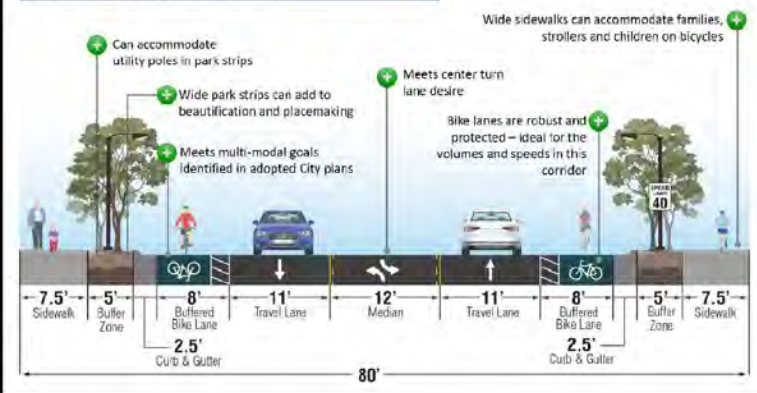 Wide sidewalks can accommodate families,
strollers and children on bicycles
Can accommodate
utility poles in park strips
Meets center turn
lane desire
Wide park strips can add to
beautification and placemaking
Bike lanes are robust and
protected – ideal for the
volumes and speeds in this
corridor
Meets multi-modal goals
identified in adopted City plans
SPEED
LIMIT
40
7.5' 5' 8' 11' 12' 11' 8' 5' 7.5'
Sidewalk Buffer Zone Buffered Bike Lane Travel Lane Median Travel Lane Buffered Bike Lane Buffer Zone Sidewalk
2.5' 2.5'
Curb & Gutter Curb & Gutter
80'